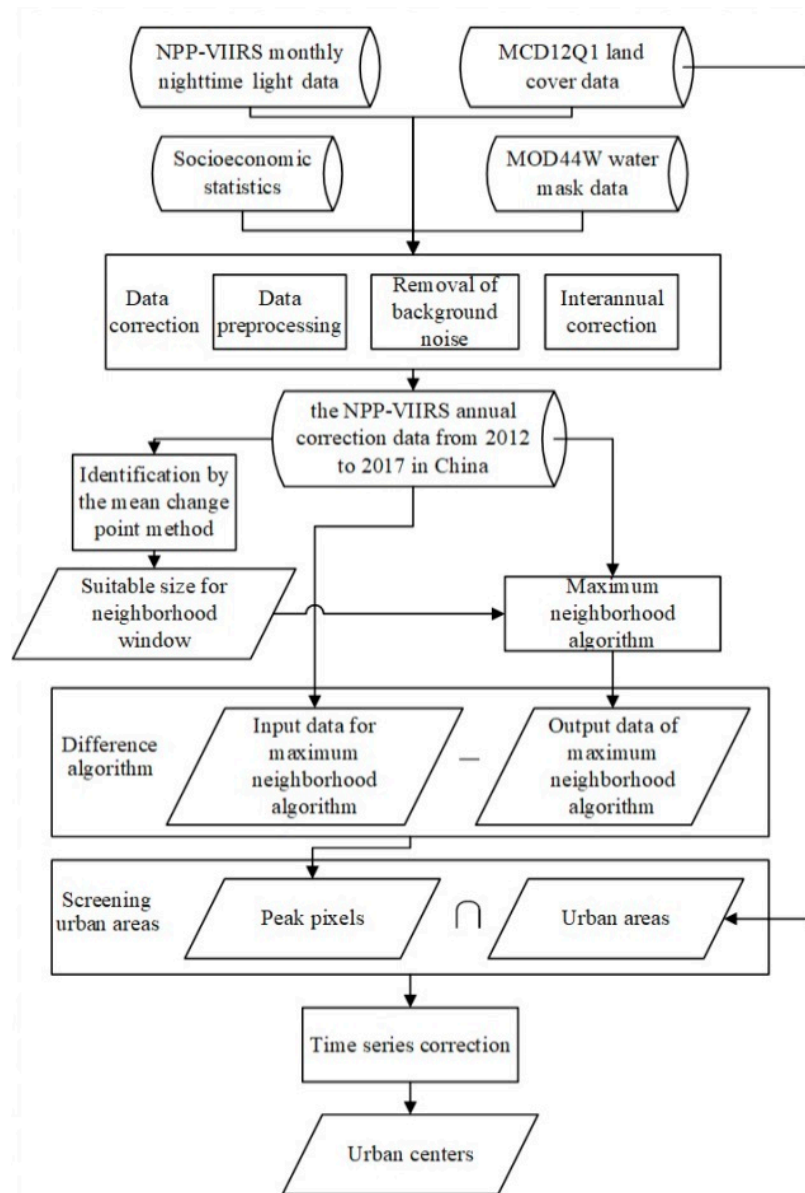 NPP-VIIRS monthly
nighttime light data
MCD12Q1 land
cover data
Socioeconomic
statistics
MOD44W water
mask data
Data
correction
Data
preprocessing
Removal of
background
noise
Interannual
correction
the NPP-VIIRS annual
correction data from 2012
to 2017 in China
Identification by
the mean change
point method
Suitable size for
neighborhood
window
Maximum
neighborhood
algorithm
Difference
algorithm
Input data for
maximum
neighborhood
algorithm
−
Output data of
maximum
neighborhood
algorithm
Screening
urban areas
Peak pixels
∩
Urban areas
Time series correction
Urban centers